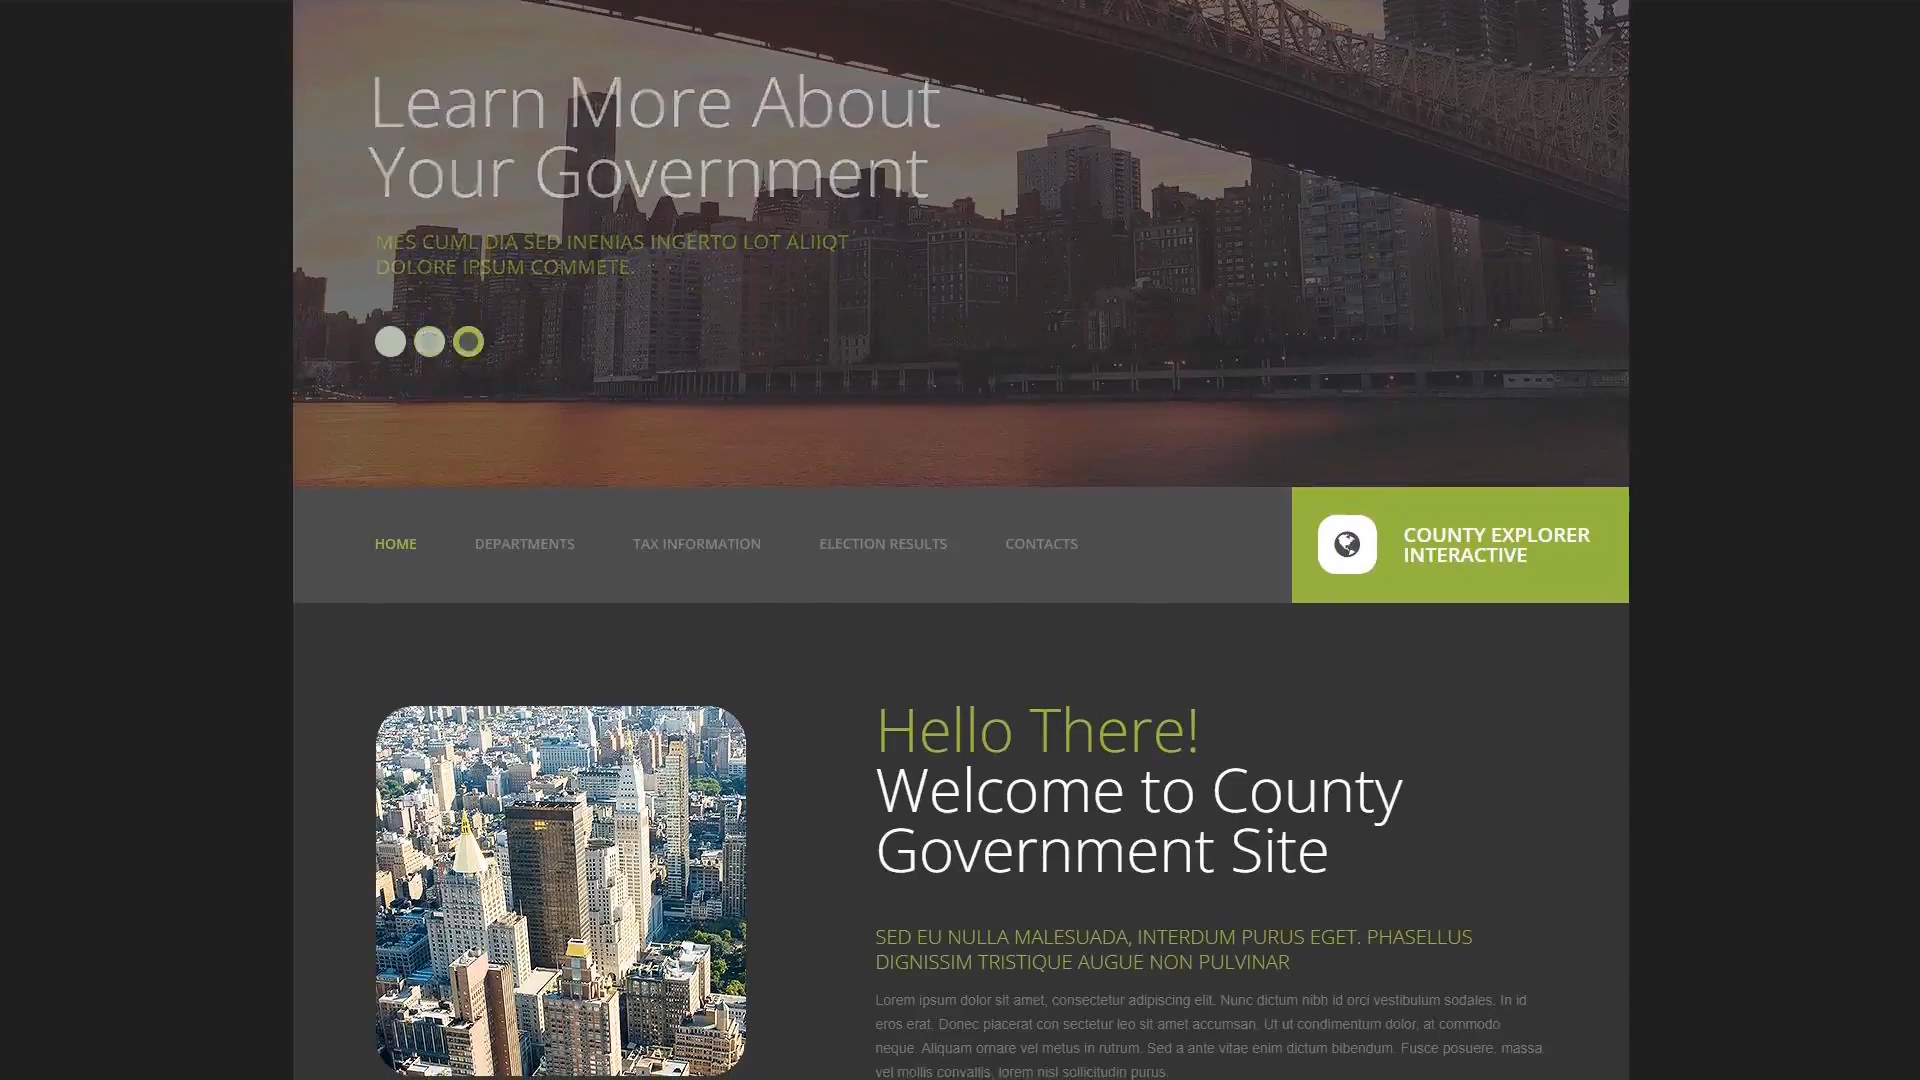 Learn More About
Your Government
MES CUML DIA SED INENIAS INGERTO LOT ALIIQT
DOLORE IPSUM COMMETE.
HOME
DEPARTMENTS
TAX INFORMATION
ELECTION RESULTS
CONTACTS
COUNTY EXPLORER
INTERACTIVE
Hello There!
Welcome to County
Government Site
SED EU NULLA MALESUADA, INTERDUM PURUS EGET. PHASELLUS
DIGNISSIM TRISTIQUE AUGUE NON PULVINAR
Lorem ipsum dolor sit amet, consectetur adipiscing elit. Nunc dictum nibh id orci vestibulum sodales. In id
eros erat. Donec placerat con sectetur leo sit amet accumsan. Ut ut condimentum dolor, at commodo
neque. Aliquam ornare vel metus in rutrum. Sed a ante vitae enim dictum bibendum. Fusce posuere, massa
vel mollis convallis, lorem nisl sollicitudin purus.